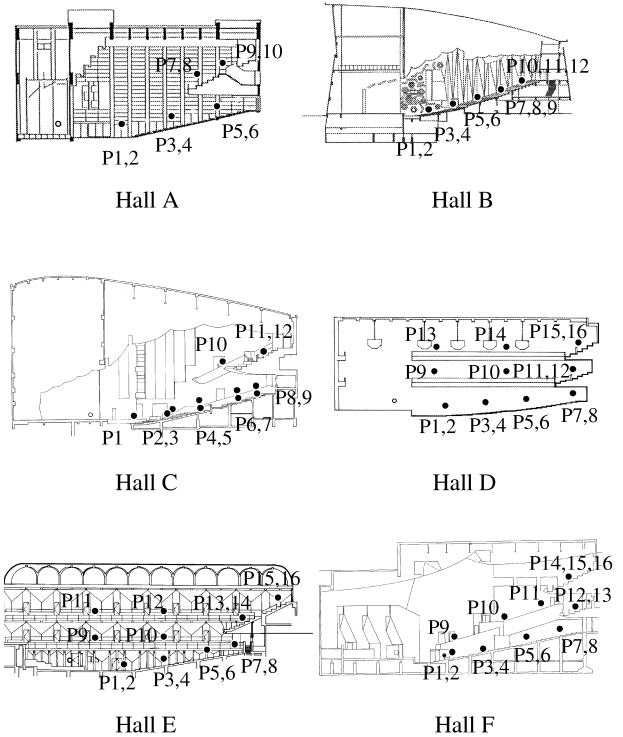 P9,10
P7,8
P5,6
P3,4
P1,2
Hall A
P10,11,12
P5,6
P7,8,9
P3,4
P1,2
Hall B
P11,12
P10
P8,9
P6,7
P1
P2,3
P4,5
Hall C
P13
P14
P15,16
P9
P10
P11,12
P7,8
P5,6
P3,4
P1,2
Hall D
P15,16
P11
P12
P13,14
P9
P10
P7,8
P5,6
P3,4
P1,2
Hall E
P14,15,16
P11
P12,13
P10
P9
P7,8
P5,6
P3,4
P1,2
Hall F